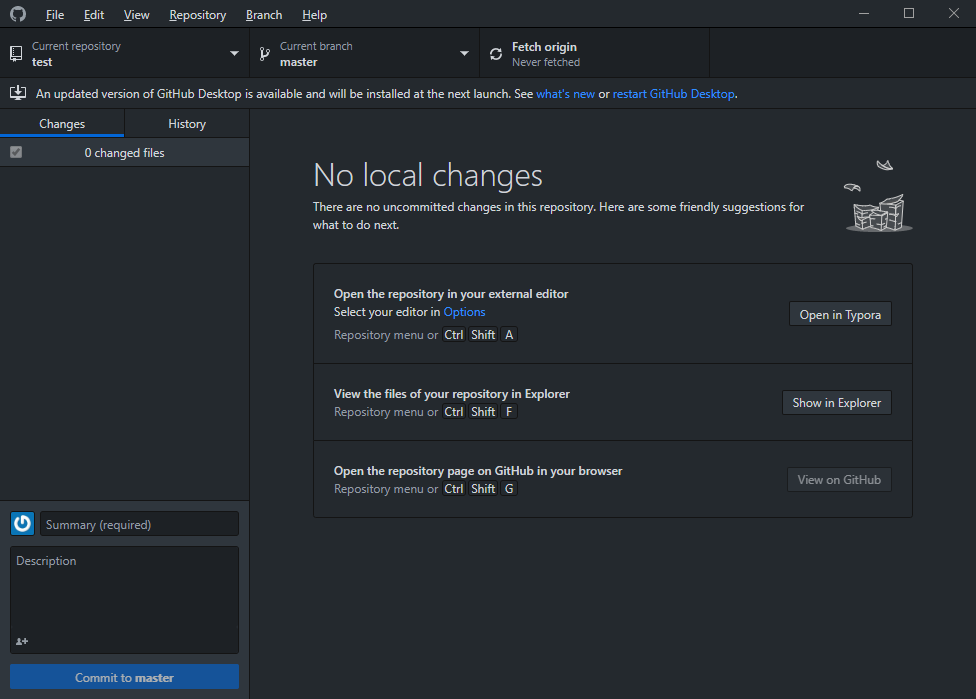 File Edit View Repository Branch Help
Current repository
test
Current branch
master
Fetch origin
Never fetched
An updated version of GitHub Desktop is available and will be installed at the next launch. See what's new or restart GitHub Desktop.
Changes History
0 changed files
No local changes
There are no uncommitted changes in this repository. Here are some friendly suggestions for
what to do next.
Open the repository in your external editor
Select your editor in Options
Repository menu or Ctrl Shift A
Open in Typora
View the files of your repository in Explorer
Repository menu or Ctrl Shift F
Show in Explorer
Open the repository page on GitHub in your browser
Repository menu or Ctrl Shift G
View on GitHub
Summary (required)
Description
Commit to master